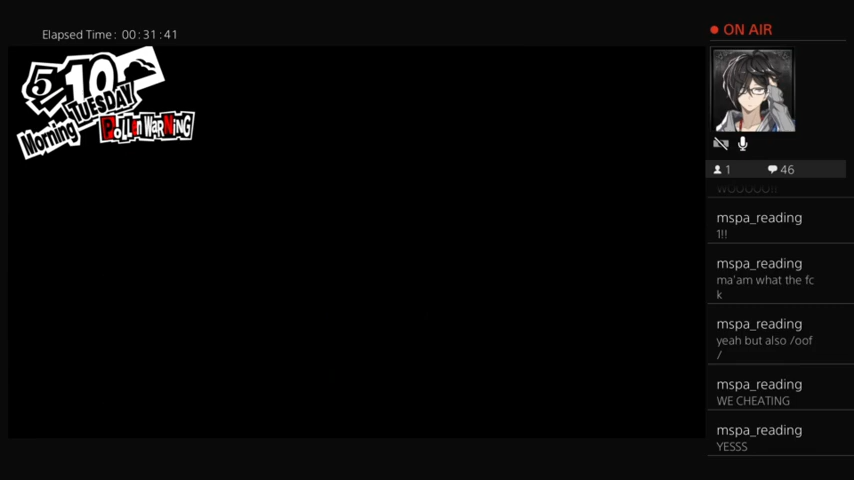 Elapsed Time: 00:31:41
ON AIR
5/10
TUESDAY
Morning
PollEn WarNiNG
1
46
WOOOOO!!
mspa_reading
1!!
mspa_reading
ma'am what the fc
k
mspa_reading
yeah but also /oof
/
mspa_reading
WE CHEATING
mspa_reading
YESSS